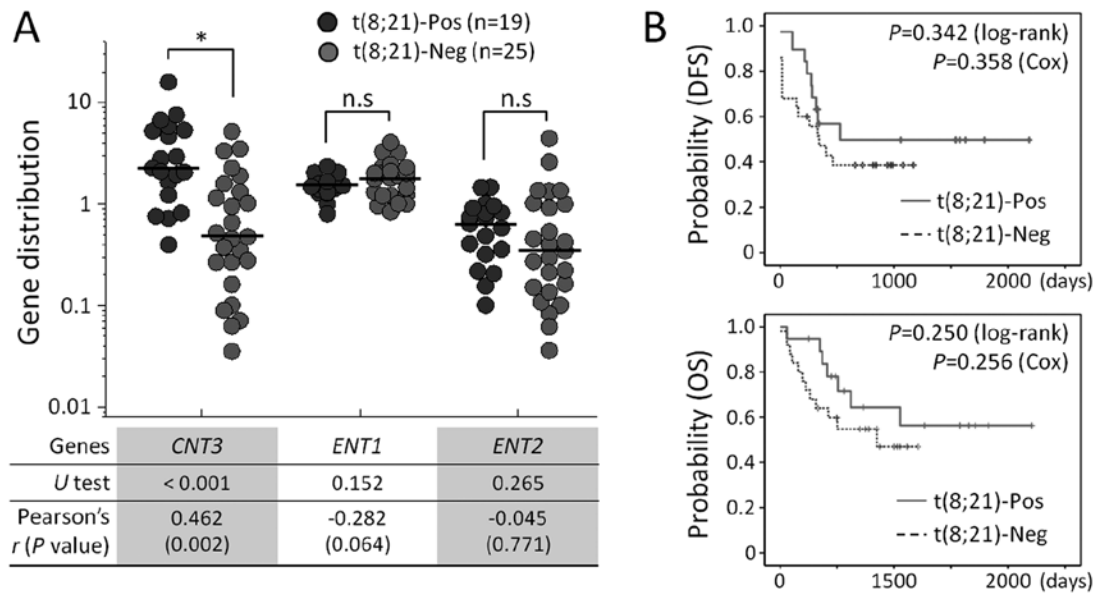 A
t(8;21)-Pos (n=19)
t(8;21)-Neg (n=25)
*
n.s
n.s
Gene distribution
10
1
0.1
0.01
Genes CNT3 ENT1 ENT2
U test < 0.001 0.152 0.265
Pearson's 0.462 -0.282 -0.045
r (P value) (0.002) (0.064) (0.771)
B
P=0.342 (log-rank)
P=0.358 (Cox)
Probability (DFS)
1.0
0.8
0.6
0.4
0.2
0
t(8;21)-Pos
t(8;21)-Neg
0 1000 2000 (days)
P=0.250 (log-rank)
P=0.256 (Cox)
Probability (OS)
1.0
0.8
0.6
0.4
0.2
0
t(8;21)-Pos
t(8;21)-Neg
0 1500 2000 (days)